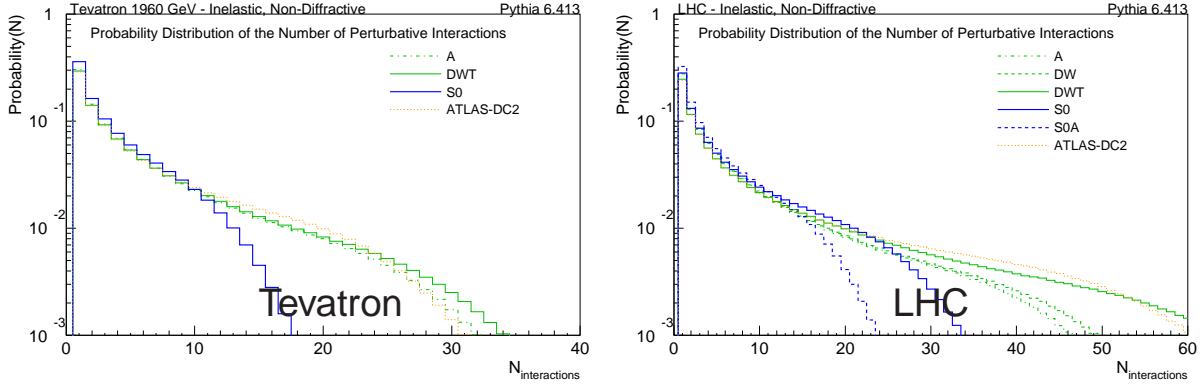 Tevatron 1960 GeV - Inelastic, Non-Diffractive
Pythia 6.413
Probability Distribution of the Number of Perturbative Interactions
A
DWT
S0
ATLAS-DC2
Probability(N)
1
10-1
10-2
10-3
Tevatron
0
10
20
30
40
Ninteractions
LHC - Inelastic, Non-Diffractive
Pythia 6.413
Probability Distribution of the Number of Perturbative Interactions
A
DW
DWT
S0
S0A
ATLAS-DC2
Probability(N)
1
10-1
10-2
10-3
LHC
0
10
20
30
40
50
60
Ninteractions